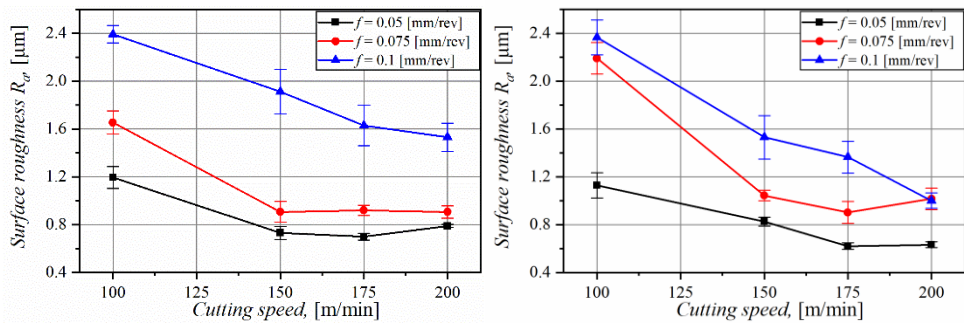 Surface roughness Rₐ, [μm]
2.4
2.0
1.6
1.2
0.8
0.4
f = 0.05 [mm/rev]
f = 0.075 [mm/rev]
f = 0.1 [mm/rev]
100 125 150 175 200
Cutting speed, [m/min]
Surface roughness Rₐ, [μm]
2.4
2.0
1.6
1.2
0.8
0.4
f = 0.05 [mm/rev]
f = 0.075 [mm/rev]
f = 0.1 [mm/rev]
100 125 150 175 200
Cutting speed, [m/min]